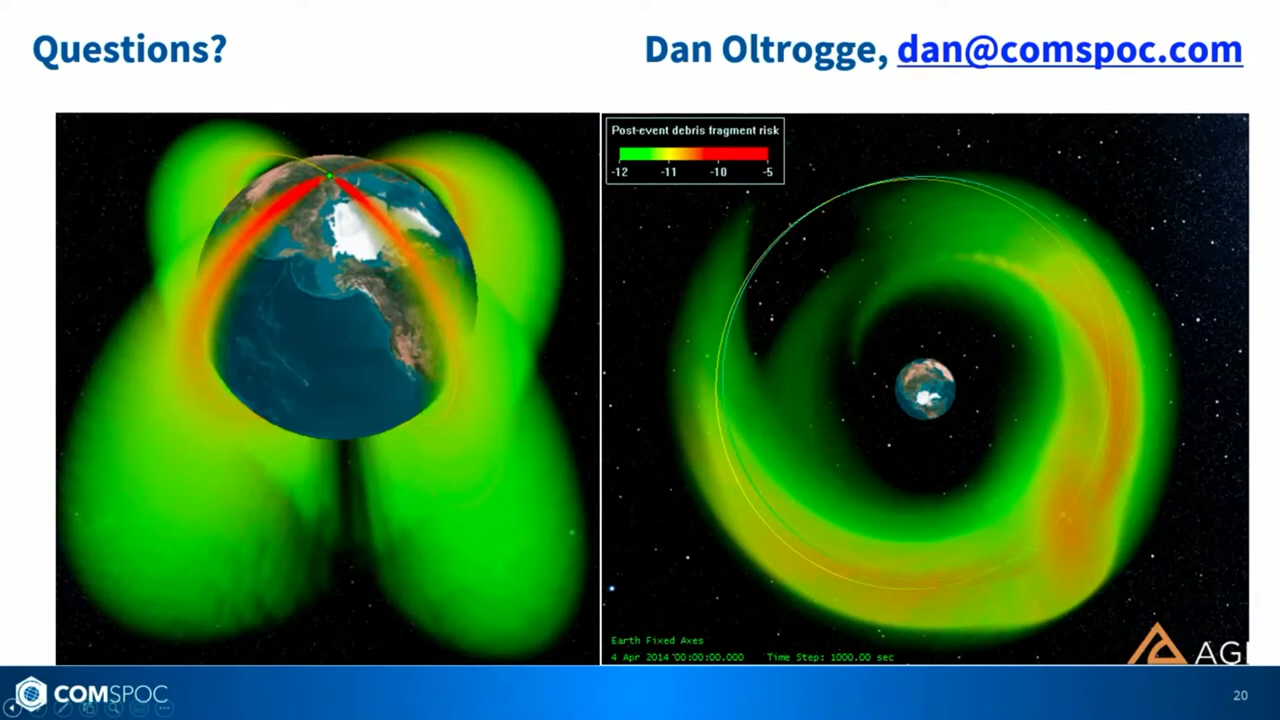 Questions?
Dan Oltrogge, dan@comspoc.com
Post-event debris fragment risk
-12 -11 -10 -5
Earth Fixed Axes
4 Apr 2014 00:00:00.000 Time Step: 1000.00 sec
AGI
COMSPOC
20